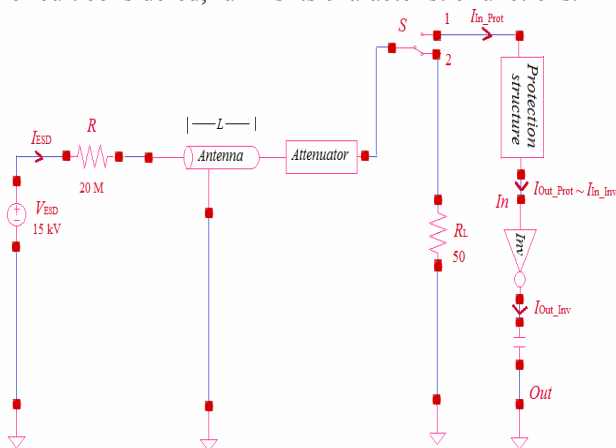 S
1
I_In_Prot
2
Protection
structure
L
I_ESD
R
Antenna
Attenuator
20 M
I_Out_Prot ~ I_In_Inv
In
V_ESD
15 kV
R_L
50
Inv
I_Out_Inv
Out